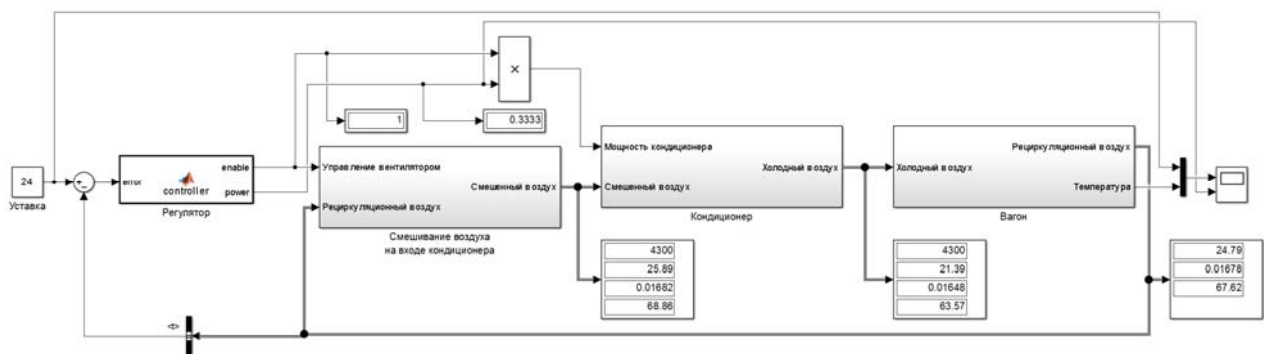 ×
1
0.3333
24
Уставка
+
−
error
controller
enable
power
Регулятор
Управление вентилятором
Рециркуляционный воздух
Смешенный воздух
Смешивание воздуха
на входе кондиционера
Мощность кондиционера
Смешенный воздух
Холодный воздух
Кондиционер
Холодный воздух
Рециркуляционный воздух
Температура
Вагон
4300
25.89
0.01682
68.86
4300
21.39
0.01648
63.57
24.79
0.01678
67.62
<t>